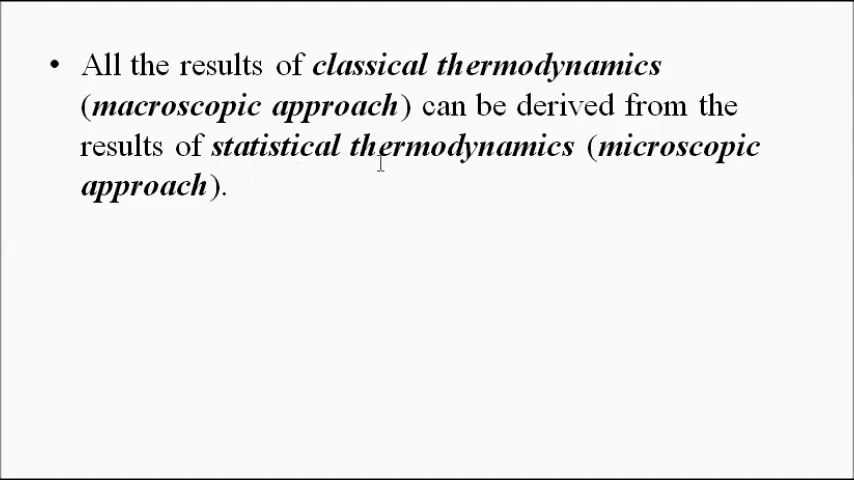 • All the results of classical thermodynamics
(macroscopic approach) can be derived from the
results of statistical thermodynamics (microscopic
approach).